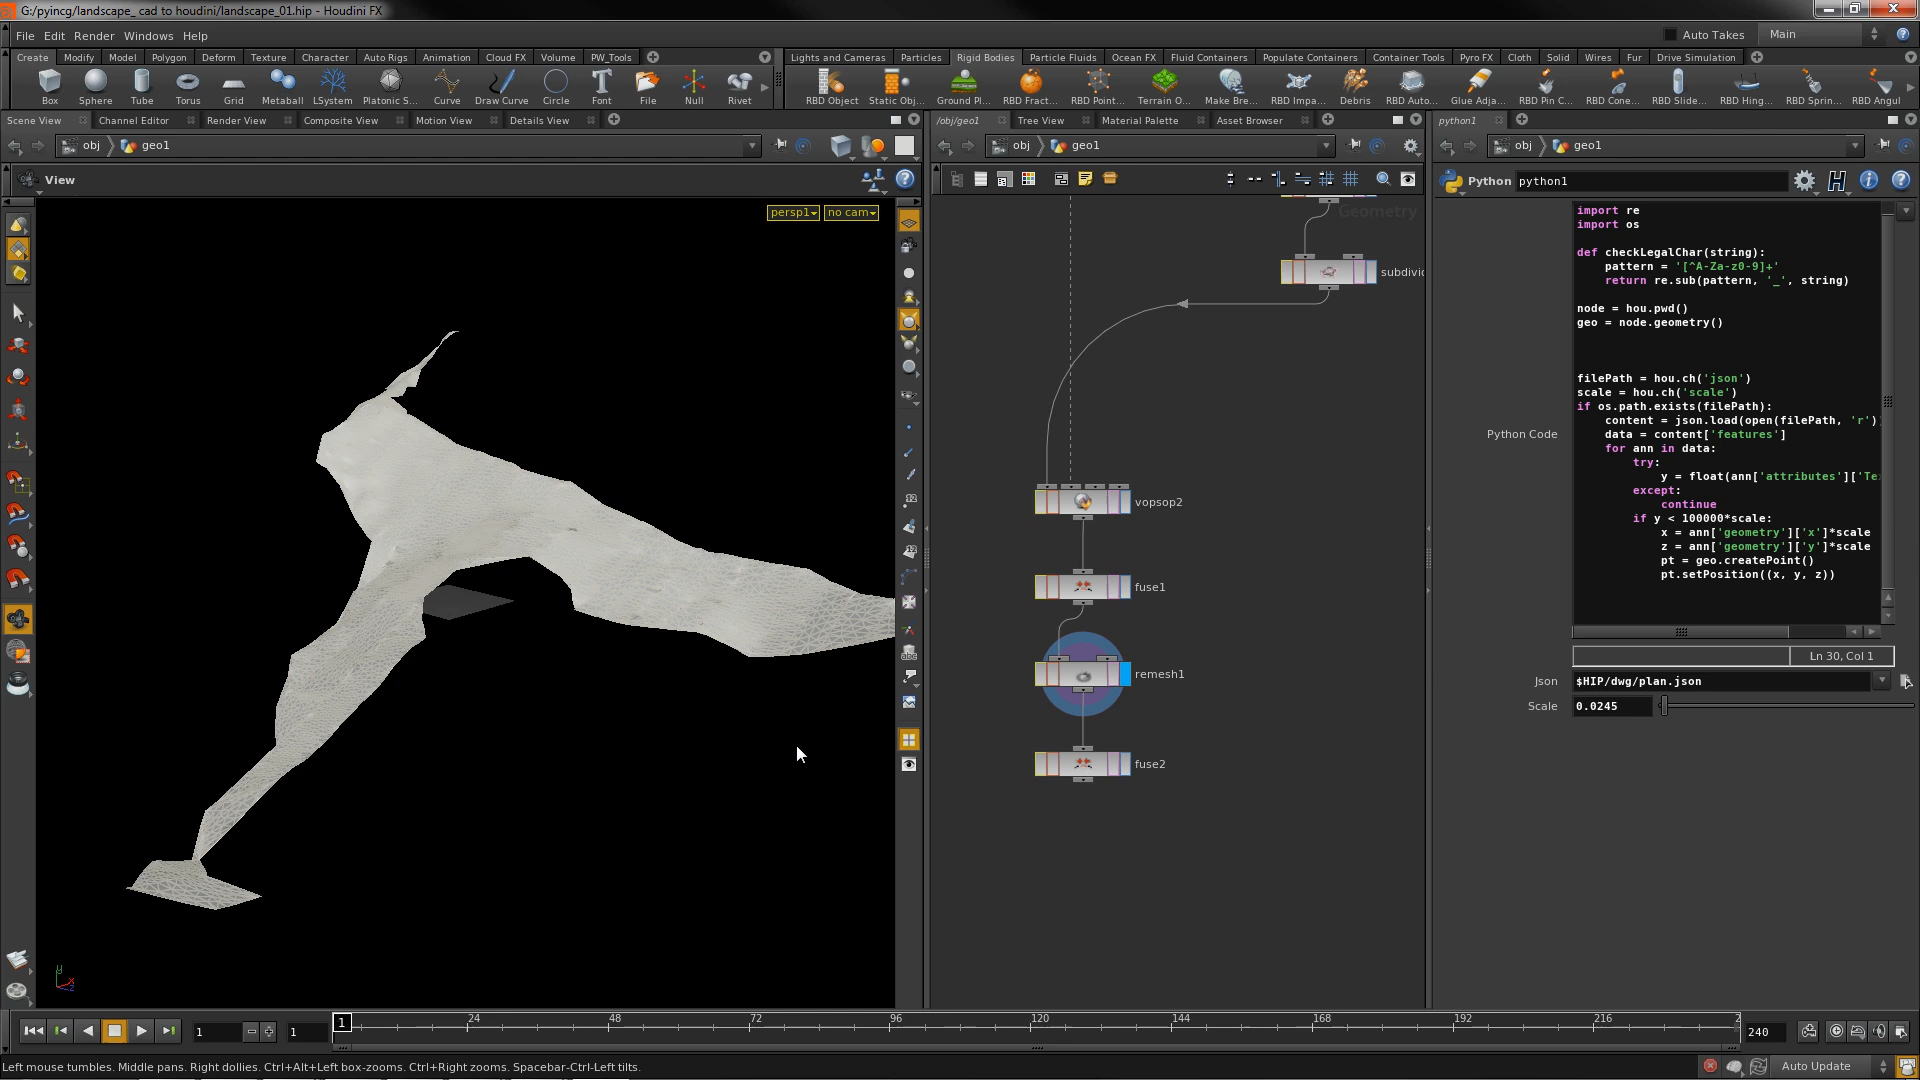 G:/pyincg/landscape_ cad to houdini/landscape_01.hip - Houdini FX
File Edit Render Windows Help
Auto Takes Main
Create Modify Model Polygon Deform Texture Character Auto Rigs Animation Cloud FX Volume PW_Tools
Lights and Cameras Particles Rigid Bodies Particle Fluids Ocean FX Fluid Containers Populate Containers Container Tools Pyro FX Cloth Solid Wires Fur Drive Simulation
Box Sphere Tube Torus Grid Metaball LSystem Platonic S... Curve Draw Curve Circle Font File Null Rivet
RBD Object Static Obj... Ground Pl... RBD Fract... RBD Point... Terrain O... Make Bre... RBD Impa... Debris RBD Auto... Glue Adja... RBD Pin C... RBD Cone... RBD Slide... RBD Hing... RBD Sprin... RBD Angul
Scene View Channel Editor Render View Composite View Motion View Details View
/obj/geo1 Tree View Material Palette Asset Browser
python1
obj geo1
obj geo1
obj geo1
View
Python python1
persp1 no cam
Geometry
subdivid
vopsop2
fuse1
remesh1
fuse2
Python Code
import re
import os
def checkLegalChar(string):
pattern = '[^A-Za-z0-9]+'
return re.sub(pattern, '_', string)
node = hou.pwd()
geo = node.geometry()
filePath = hou.ch('json')
scale = hou.ch('scale')
if os.path.exists(filePath):
content = json.load(open(filePath, 'r')
data = content['features']
for ann in data:
try:
y = float(ann['attributes']['Te
except:
continue
if y < 100000*scale:
x = ann['geometry']['x']*scale
z = ann['geometry']['y']*scale
pt = geo.createPoint()
pt.setPosition((x, y, z))
Ln 30, Col 1
Json $HIP/dwg/plan.json
Scale 0.0245
1 1 1 24 48 72 96 120 144 168 192 216 2 240
Left mouse tumbles. Middle pans. Right dollies. Ctrl+Alt+Left box-zooms. Ctrl+Right zooms. Spacebar-Ctrl-Left tilts.
Auto Update